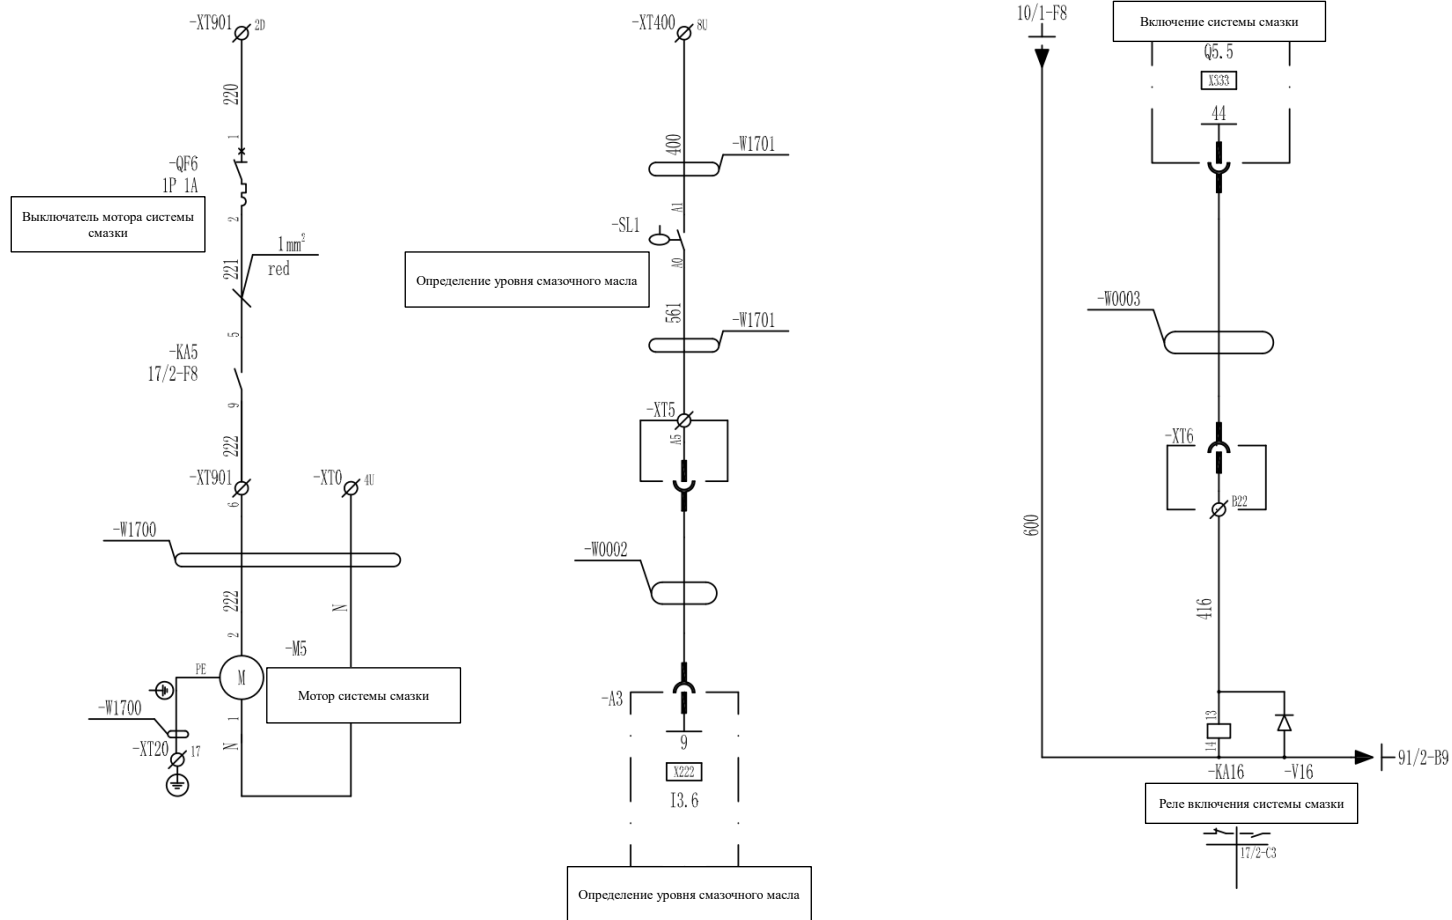 -XT901 2D
220
1
-QF6
1P 1A
Выключатель мотора системы
смазки
2
1mm²
red
221
5
-KA5
17/2-F8
9
222
-XT901
6
-XT0 4U
-W1700
222
N
2
-M5
PE
M
Мотор системы смазки
-W1700
1
N
-XT20 17
-XT400 8U
400
-W1701
A1
-SL1
A0
Определение уровня смазочного масла
561
-W1701
-XT5
A5
-W0002
-A3
9
X222
I3.6
Определение уровня смазочного масла
10/1-F8
600
Включение системы смазки
Q5.5
X333
44
-W0003
-XT6
B22
416
13
14
-KA16
-V16
91/2-B9
Реле включения системы смазки
17/2-C3